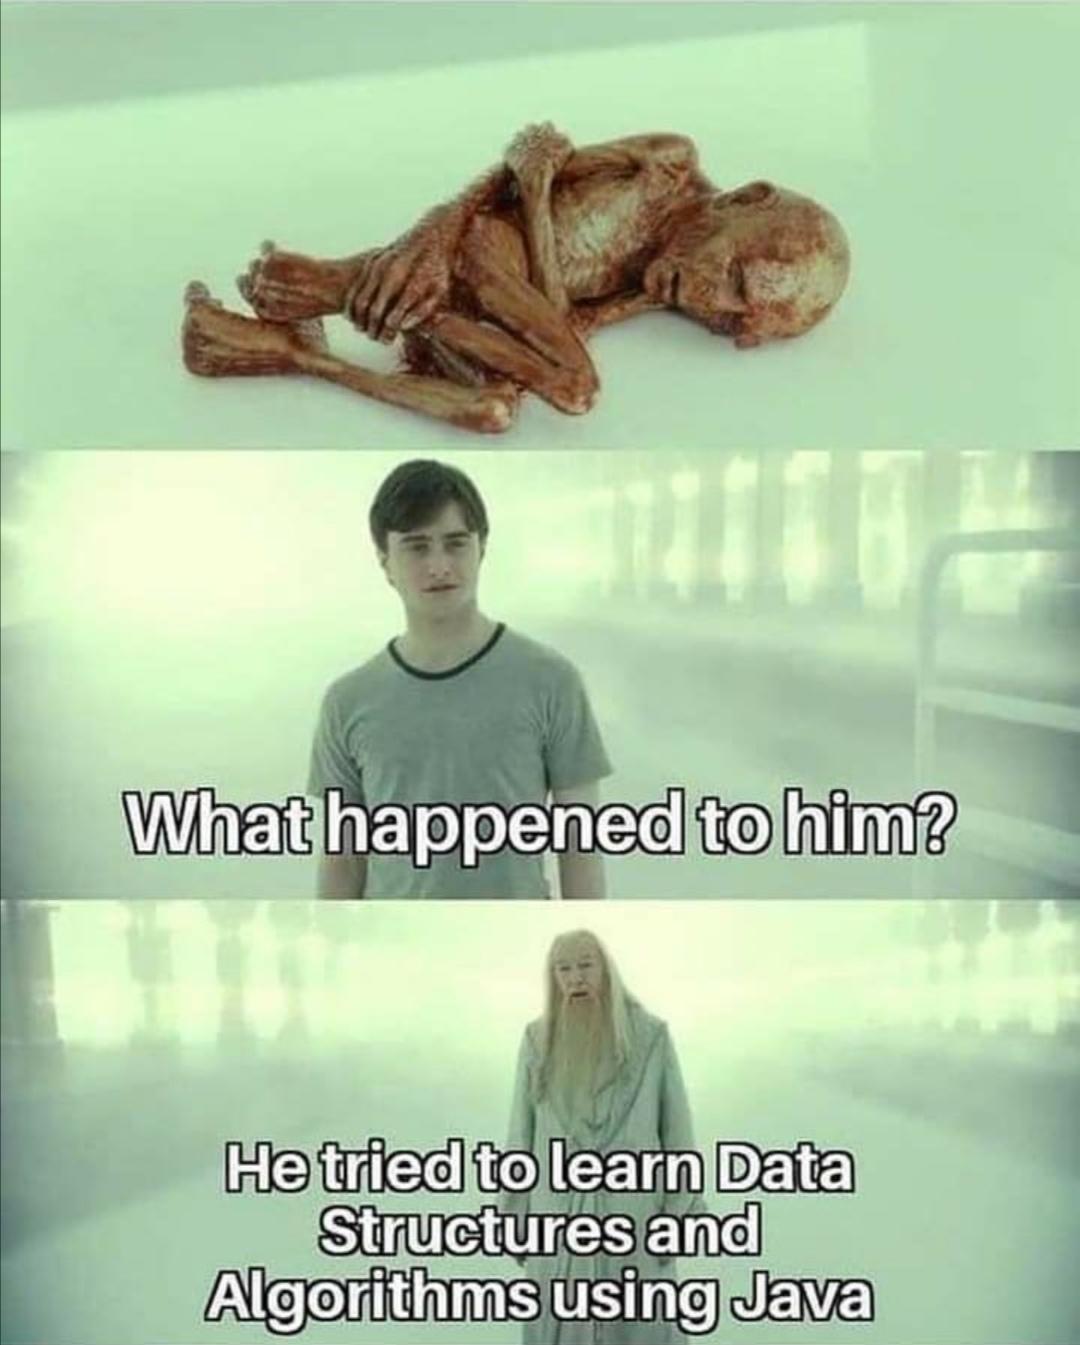 What happened to him?
He tried to learn Data
Structures and
Algorithms using Java